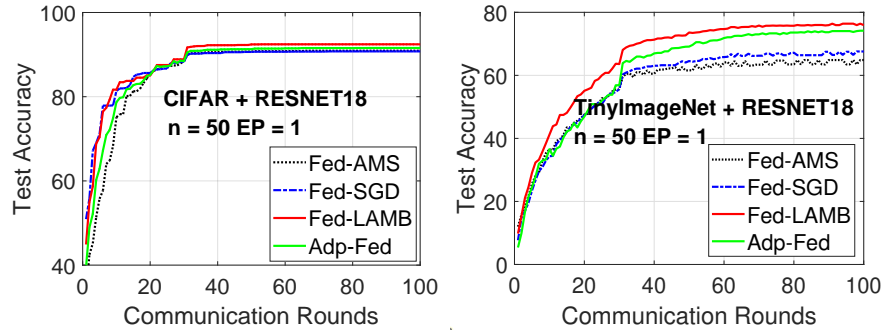 100
80
60
40
0
20
40
60
80
100
Test Accuracy
Communication Rounds
CIFAR + RESNET18
n = 50 EP = 1
Fed-AMS
Fed-SGD
Fed-LAMB
Adp-Fed
80
60
40
20
0
0
20
40
60
80
100
Test Accuracy
Communication Rounds
TinyImageNet + RESNET18
n = 50 EP = 1
Fed-AMS
Fed-SGD
Fed-LAMB
Adp-Fed